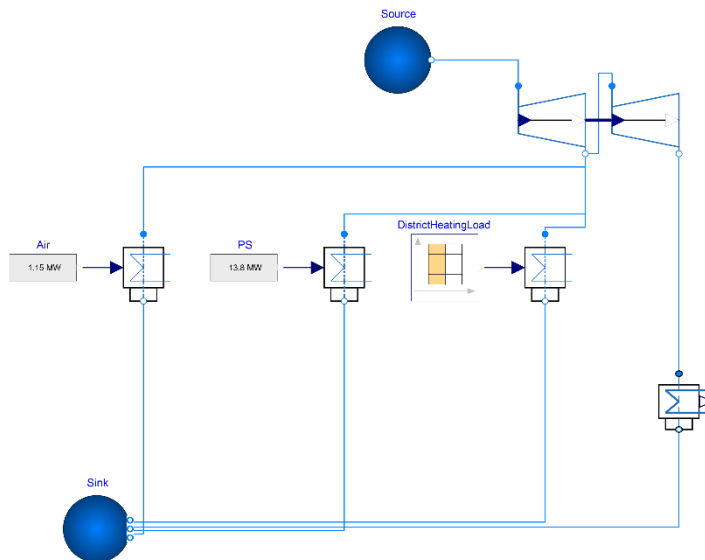 Source
DistrictHeatingLoad
Air
PS
1.15 MW
13.8 MW
Sink